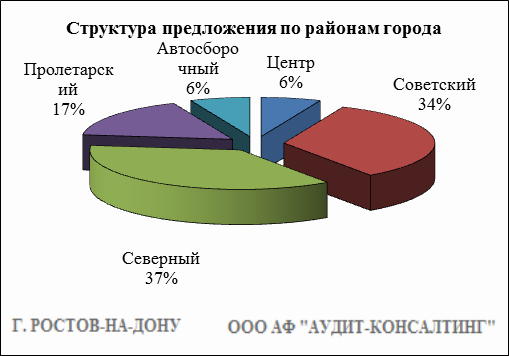 Структура предложения по районам города
Автосборо
чный
6%
Центр
6%
Пролетарск
ий
17%
Советский
34%
Северный
37%
Г. РОСТОВ-НА-ДОНУ ООО АФ "АУДИТ-КОНСАЛТИНГ"